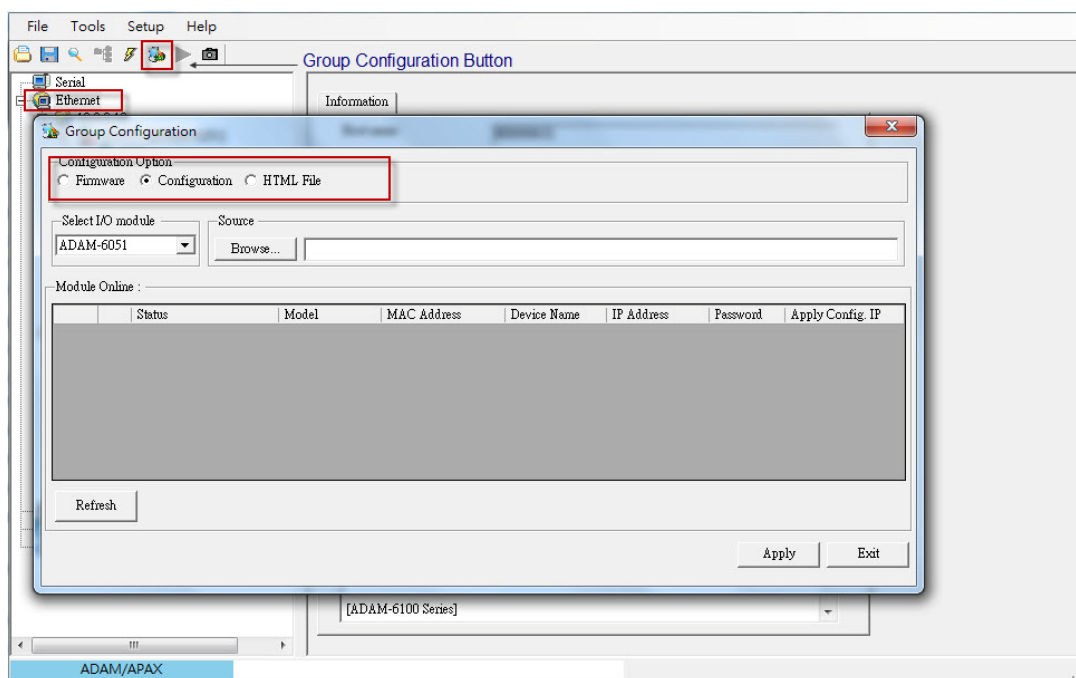 File Tools Setup Help
Group Configuration Button
Serial
Ethernet
Information
Group Configuration
Configuration Option
Firmware Configuration HTML File
Select I/O module Source
ADAM-6051 Browse...
Module Online :
Status Model MAC Address Device Name IP Address Password Apply Config. IP
Refresh
Apply Exit
[ADAM-6100 Series]
ADAM/APAX